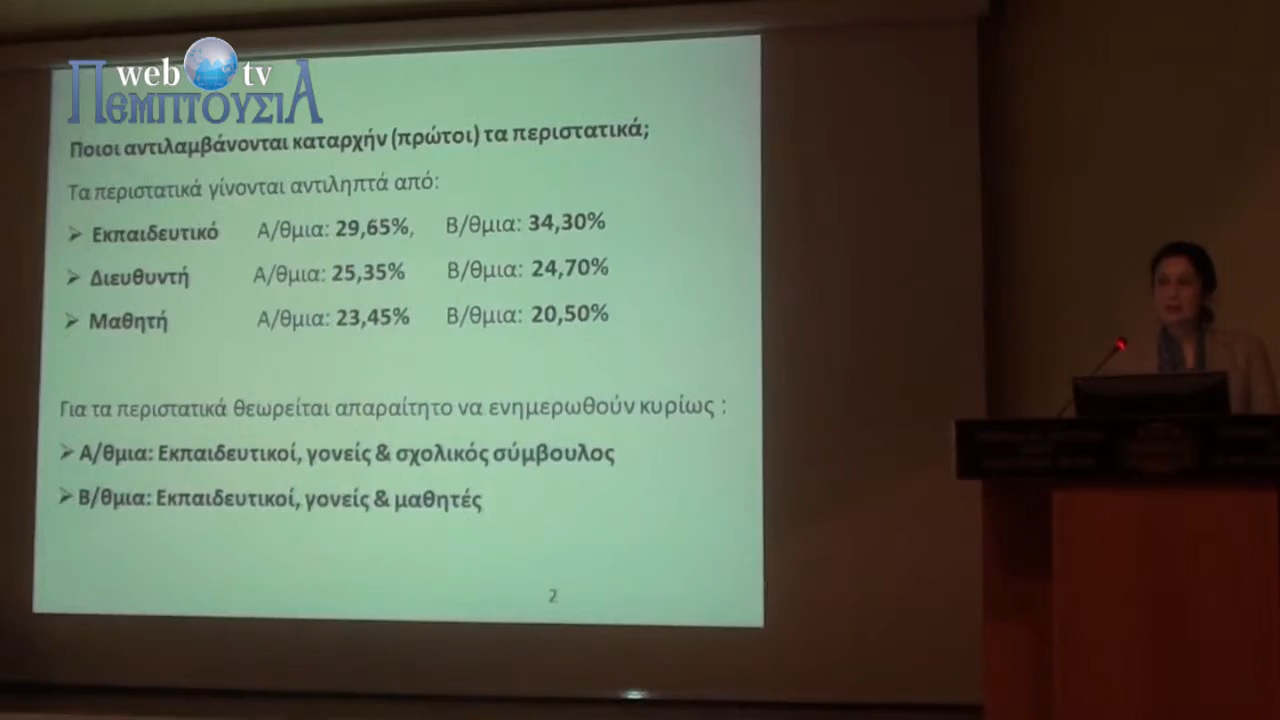 web tv
ΠΕΜΠΤΟΥΣΙΑ
Ποιοι αντιλαμβάνονται καταρχήν (πρώτοι) τα περιστατικά;
Τα περιστατικά γίνονται αντιληπτά από:
➢ Εκπαιδευτικό Α/θμια: 29,65%, Β/θμια: 34,30%
➢ Διευθυντή Α/θμια: 25,35% Β/θμια: 24,70%
➢ Μαθητή Α/θμια: 23,45% Β/θμια: 20,50%
Για τα περιστατικά θεωρείται απαραίτητο να ενημερωθούν κυρίως :
➢ Α/θμια: Εκπαιδευτικοί, γονείς & σχολικός σύμβουλος
➢ Β/θμια: Εκπαιδευτικοί, γονείς & μαθητές
2